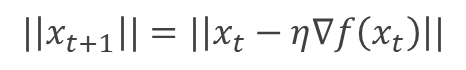 ||x_{t+1}|| = ||x_t − η∇f(x_t)||